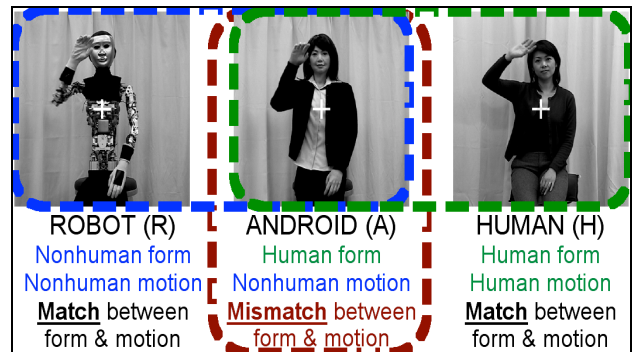 ROBOT (R)
Nonhuman form
Nonhuman motion
Match between
form & motion
ANDROID (A)
Human form
Nonhuman motion
Mismatch between
form & motion
HUMAN (H)
Human form
Human motion
Match between
form & motion